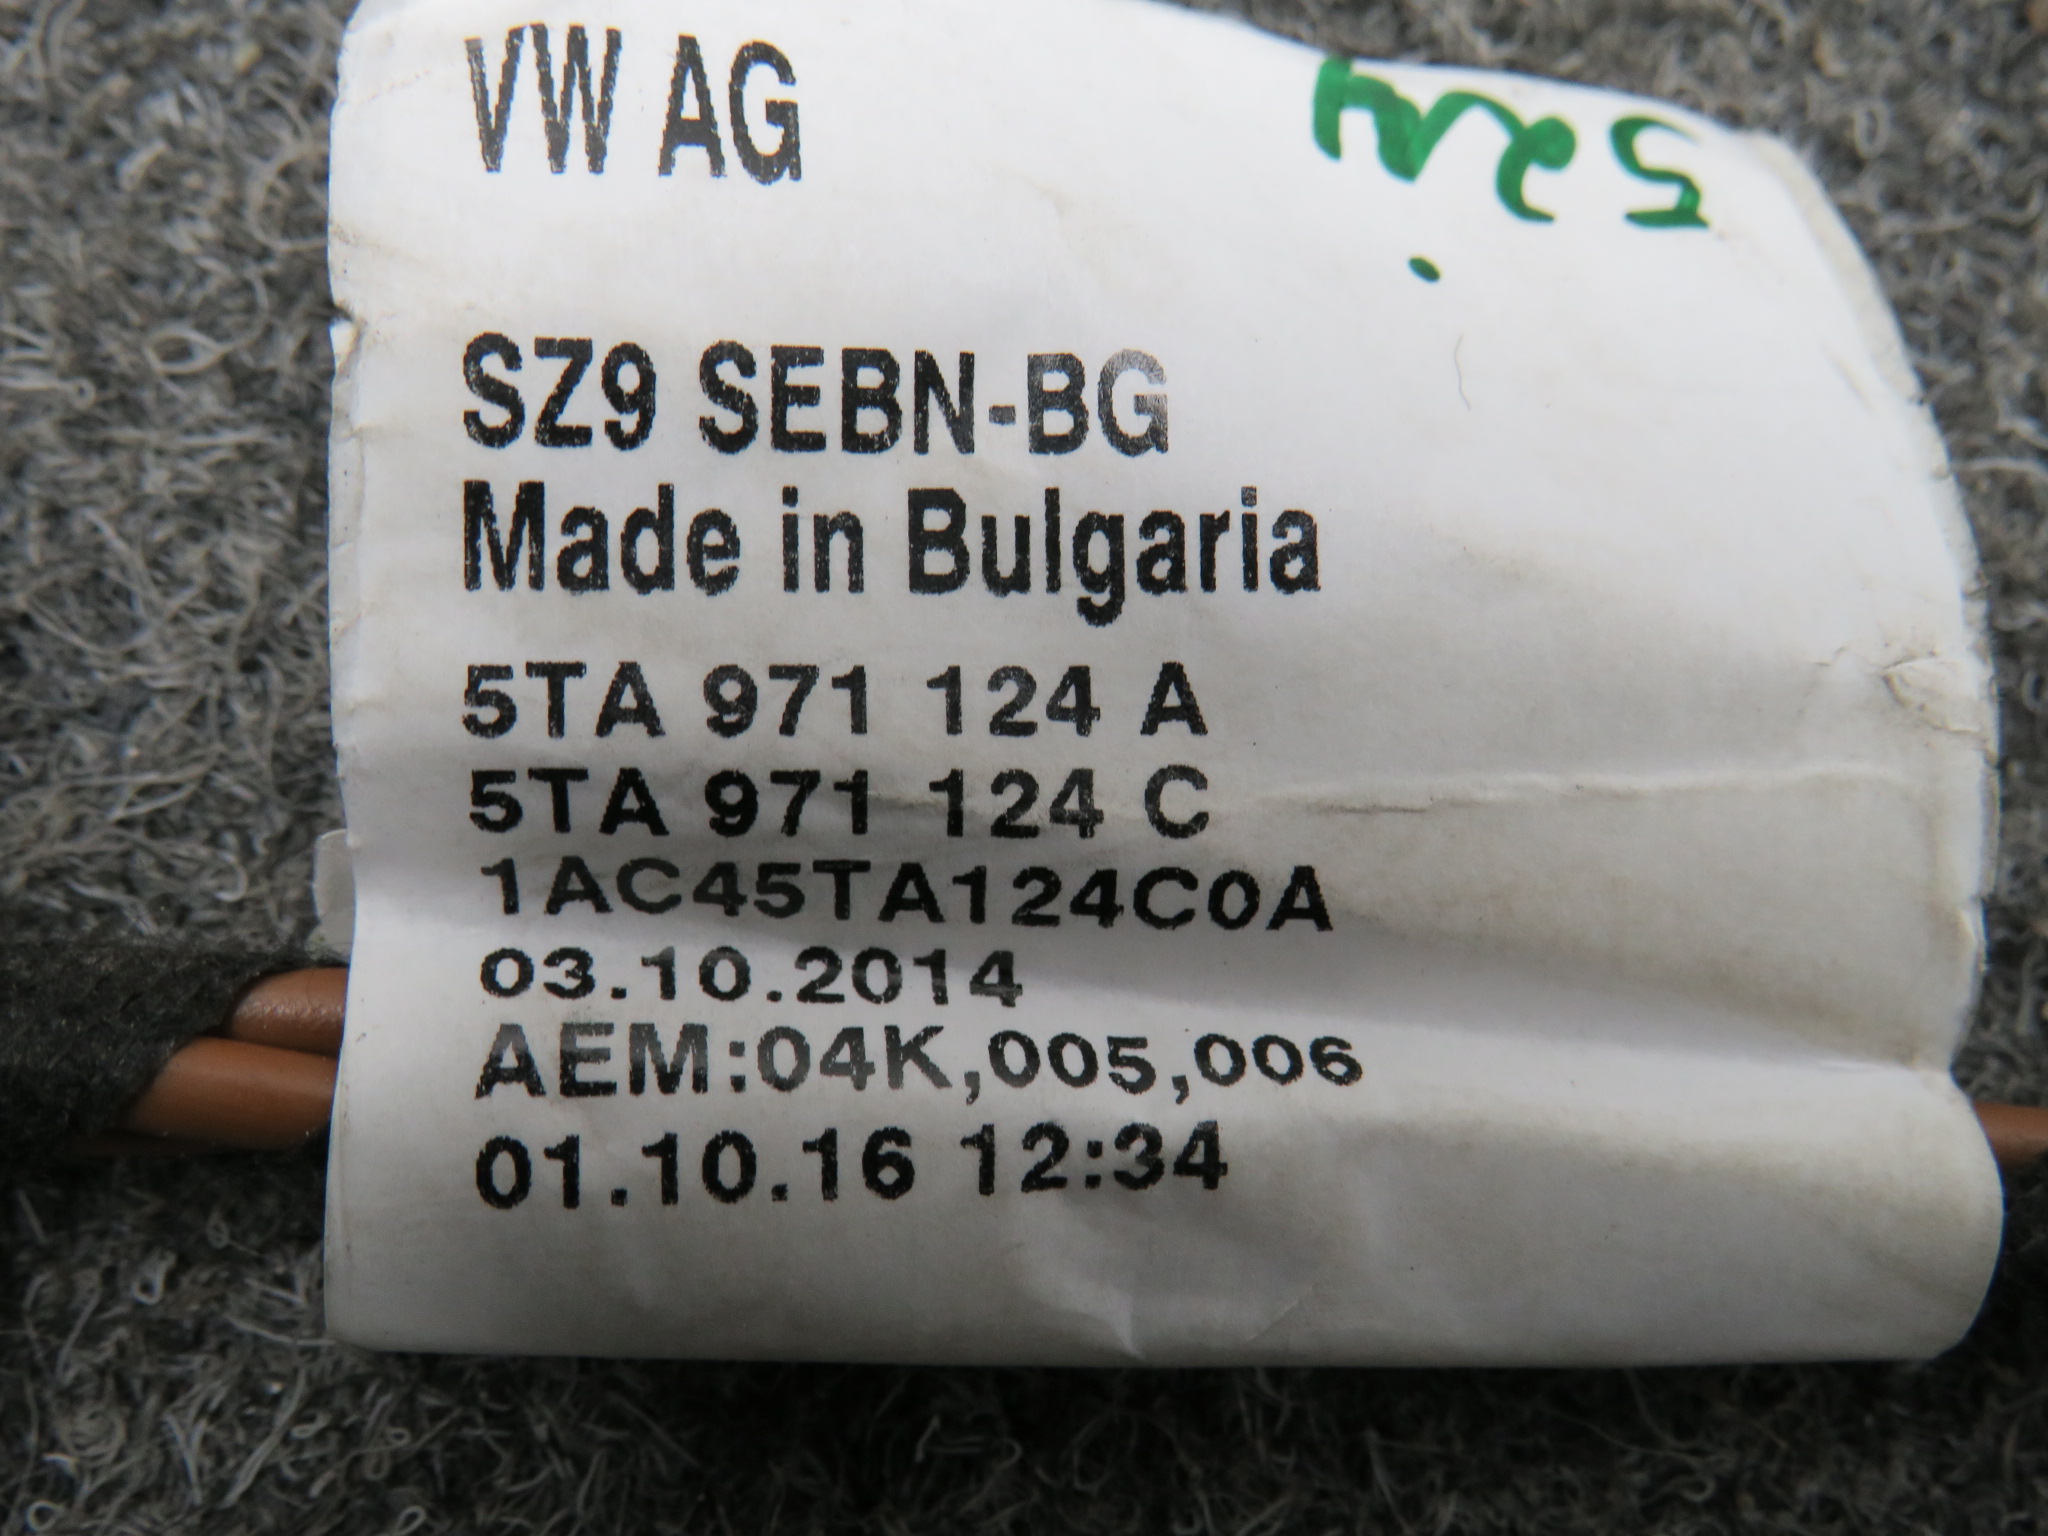 VW AG
SZ9 SEBN-BG
Made in Bulgaria
5TA 971 124 A
5TA 971 124 C
1AC45TA124C0A
03.10.2014
AEM:04K,005,006
01.10.16 12:34